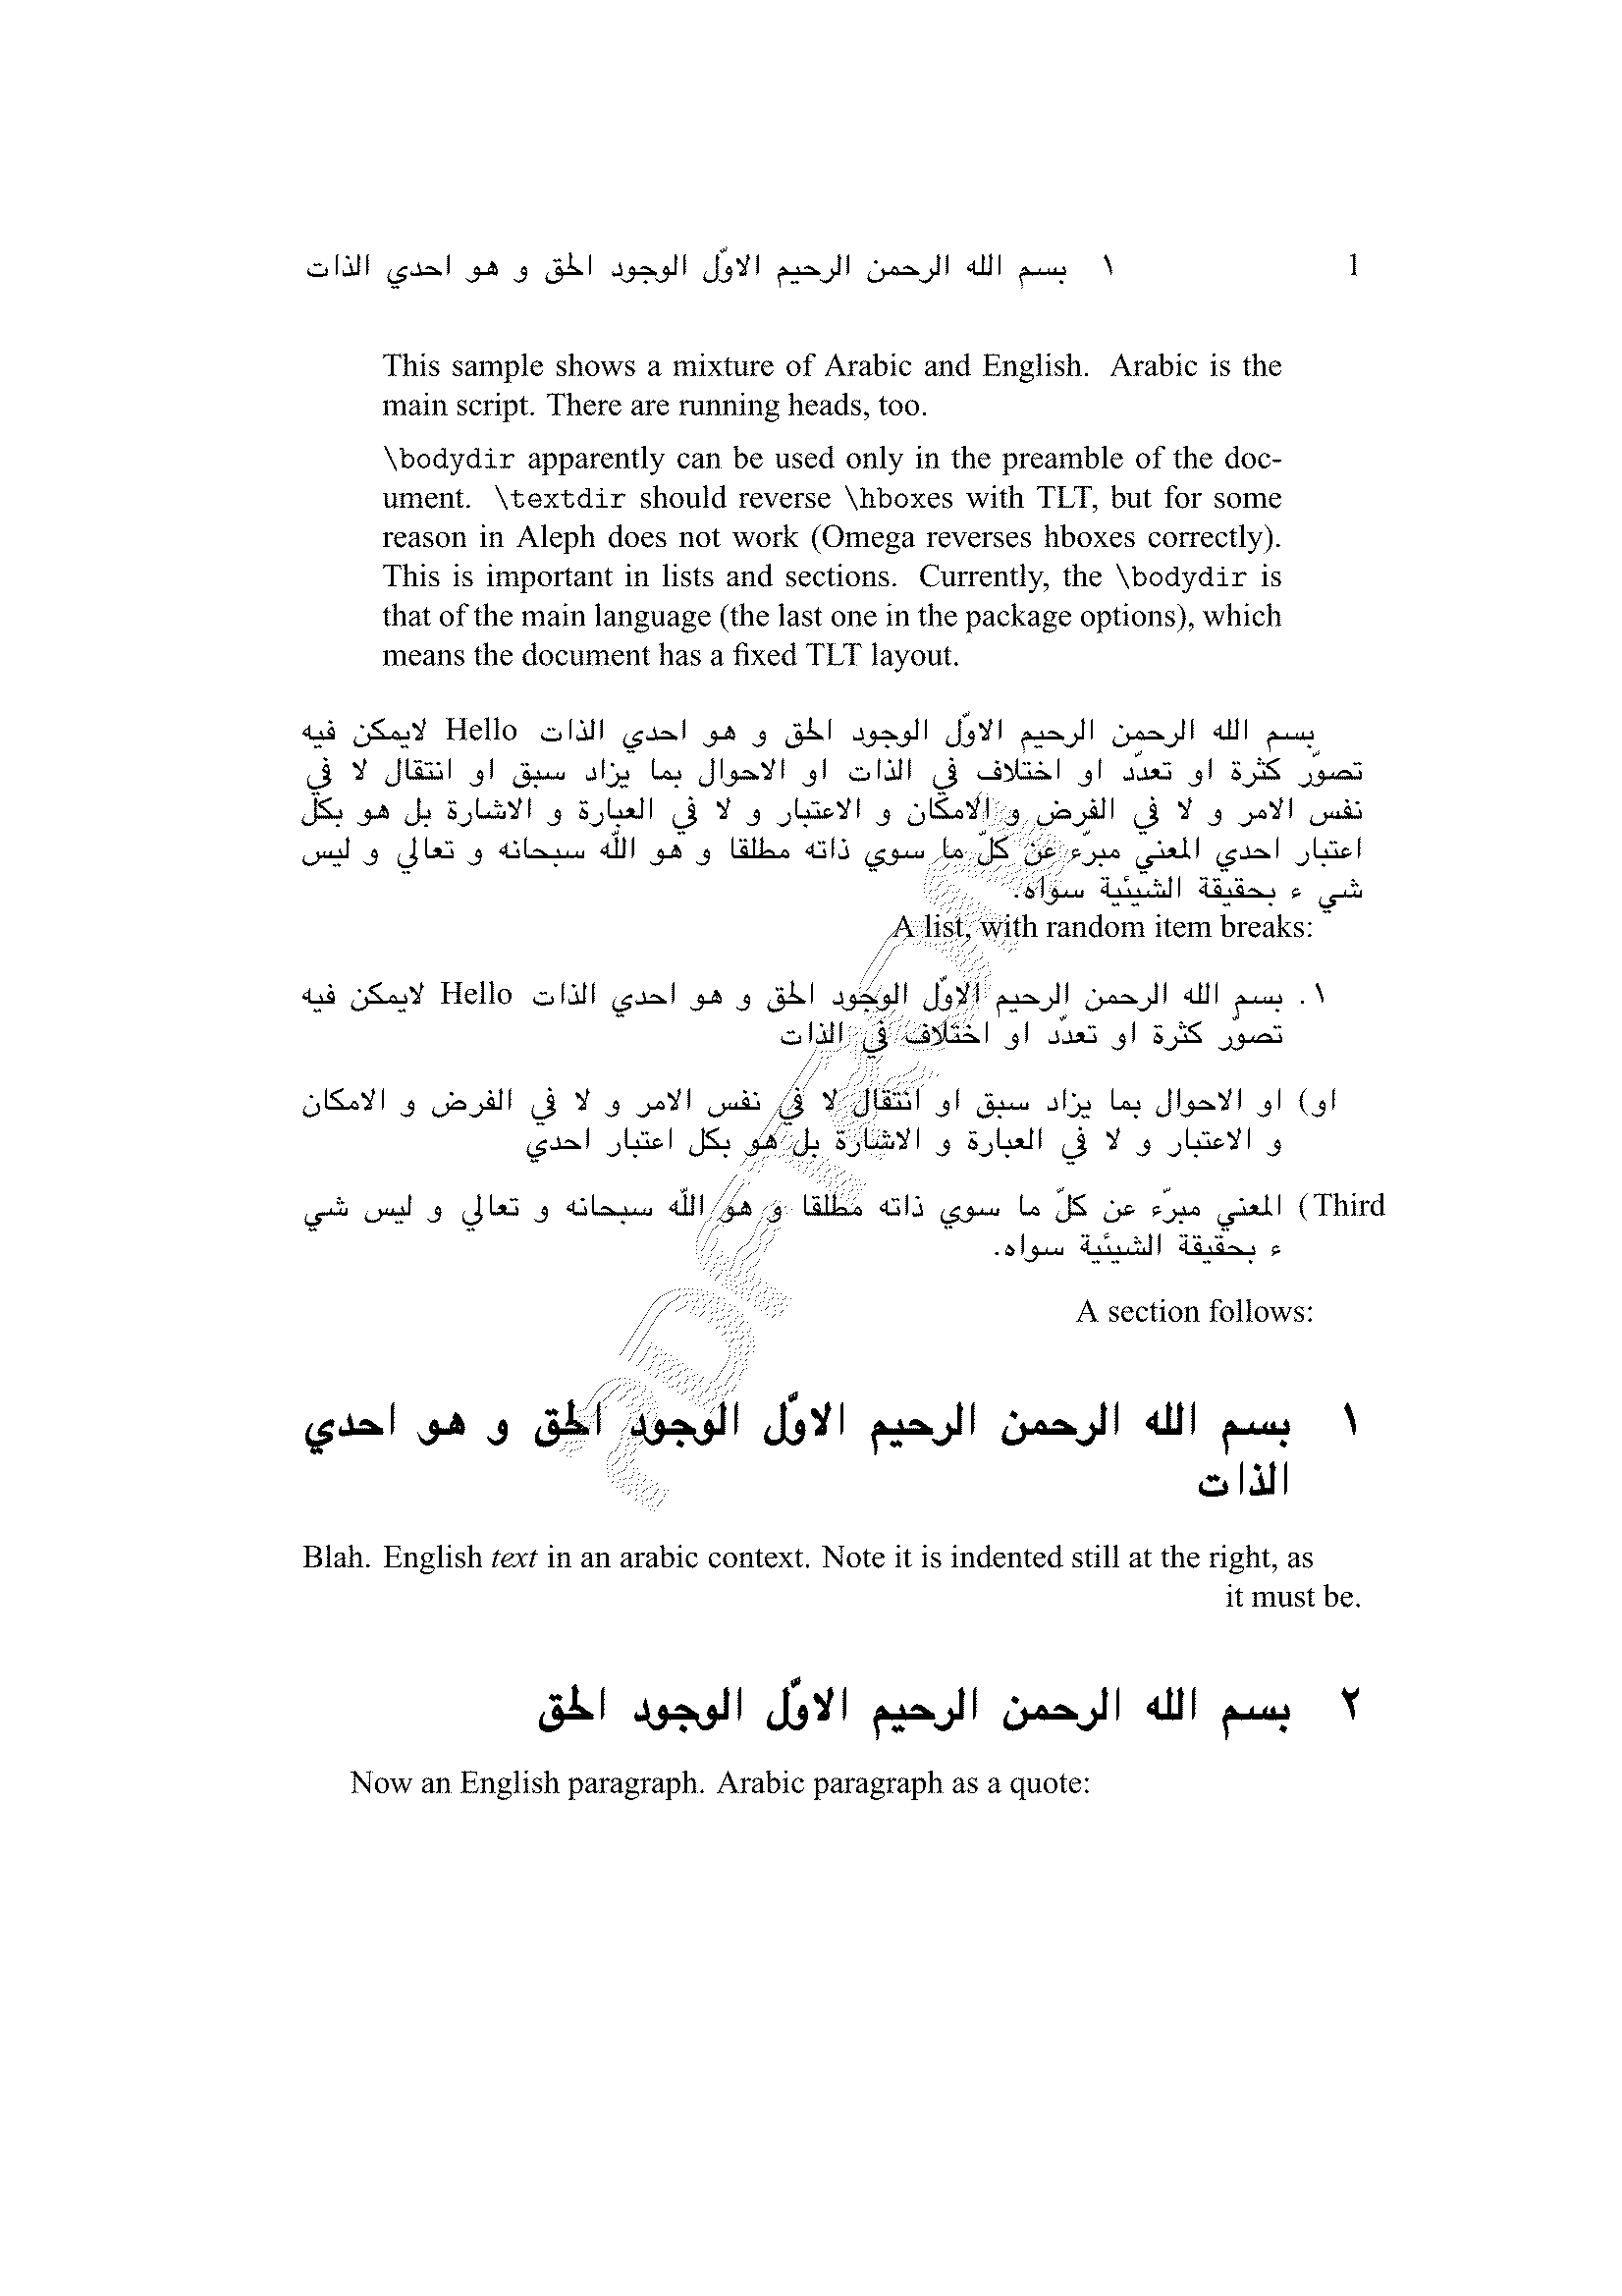 ١ بسم الله الرحمن الرحيم الاوّل الوجود الحق و هو احدي الذات 1
This sample shows a mixture of Arabic and English. Arabic is the
main script. There are running heads, too.
\bodydir apparently can be used only in the preamble of the doc-
ument. \textdir should reverse \hboxes with TLT, but for some
reason in Aleph does not work (Omega reverses hboxes correctly).
This is important in lists and sections. Currently, the \bodydir is
that of the main language (the last one in the package options), which
means the document has a fixed TLT layout.
بسم الله الرحمن الرحيم الاوّل الوجود الحق و هو احدي الذات Hello لايمكن فيه
تصوّر كثرة او تعدّد او اختلاف في الذات او الاحوال بما يزاد سبق او انتقال لا في
نفس الامر و لا في الفرض و الامكان و الاعتبار و لا في العبارة و الاشارة بل هو بكل
اعتبار احدي المعني مبرّء عن كلّ ما سوي ذاته مطلقا و هو اللّه سبحانه و تعالي و ليس
شي ء بحقيقة الشيئية سواه.
A list, with random item breaks:
١. بسم الله الرحمن الرحيم الاوّل الوجود الحق و هو احدي الذات Hello لايمكن فيه
تصوّر كثرة او تعدّد او اختلاف في الذات
او) او الاحوال بما يزاد سبق او انتقال لا في نفس الامر و لا في الفرض و الامكان
و الاعتبار و لا في العبارة و الاشارة بل هو بكل اعتبار احدي
Third) المعني مبرّء عن كلّ ما سوي ذاته مطلقا و هو اللّه سبحانه و تعالي و ليس شي
ء بحقيقة الشيئية سواه.
A section follows:
١ بسم الله الرحمن الرحيم الاوّل الوجود الحق و هو احدي
الذات
Blah. English text in an arabic context. Note it is indented still at the right, as
it must be.
٢ بسم الله الرحمن الرحيم الاوّل الوجود الحق
Now an English paragraph. Arabic paragraph as a quote: